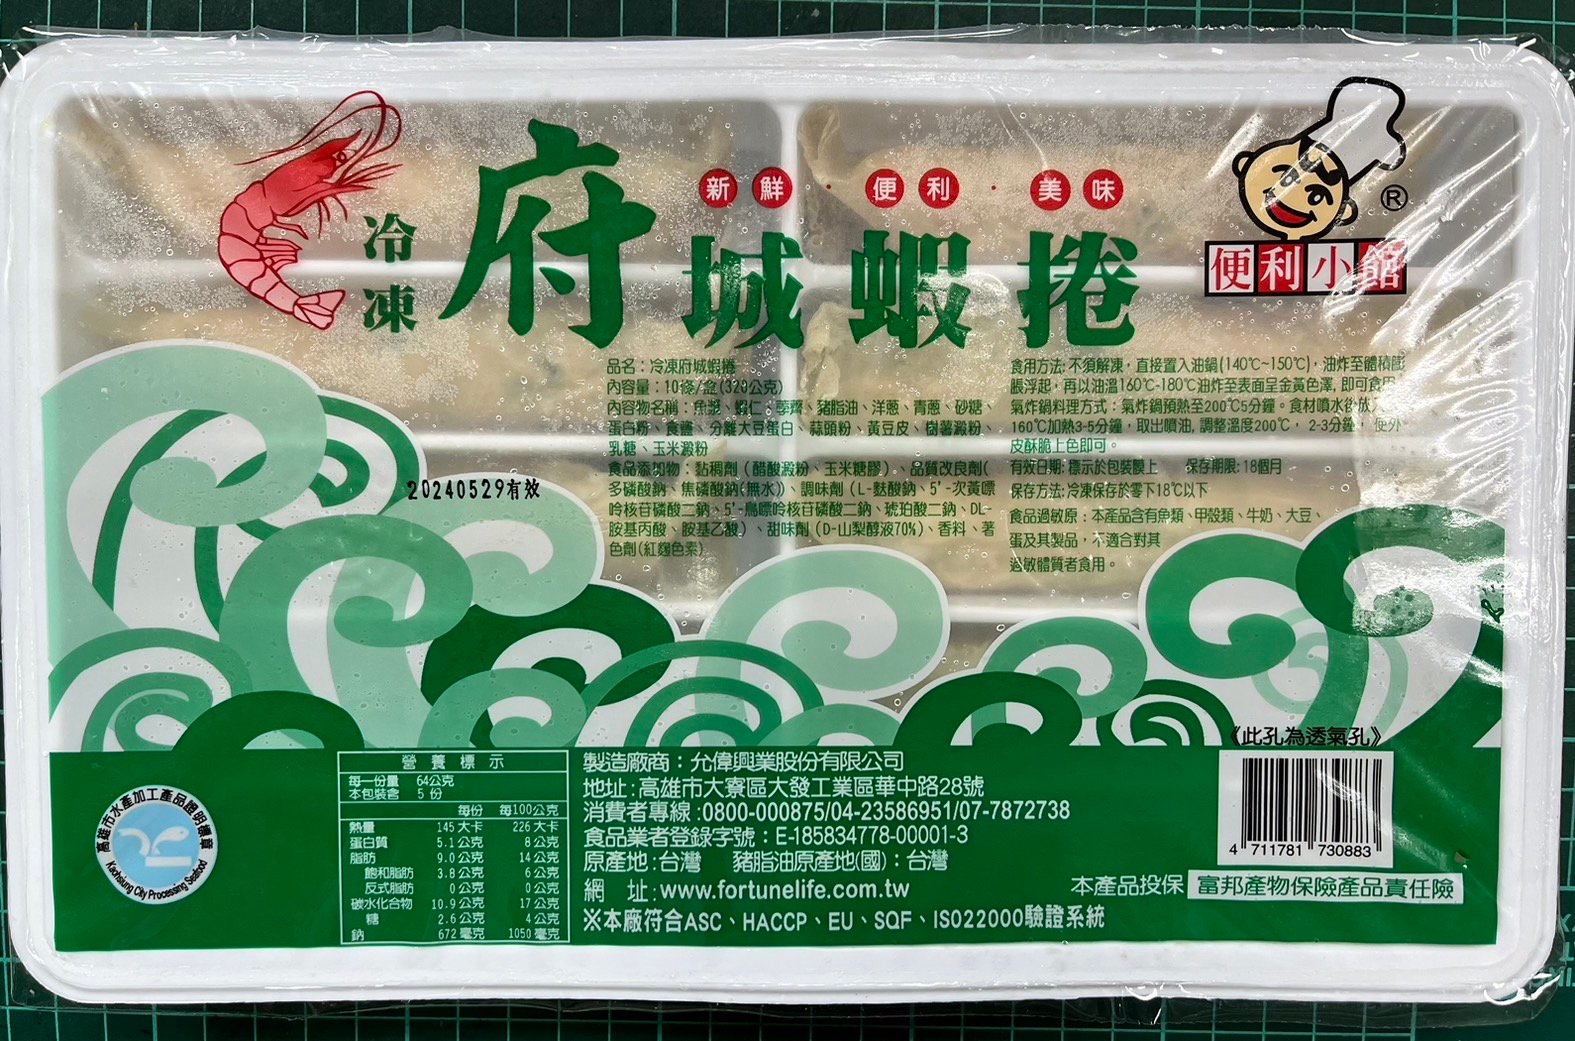 新鮮・便利・美味
冷凍
府城蝦捲
®
便利小館
品名：冷凍府城蝦捲
內容量：10條/盒(320公克)
內容物名稱：魚漿、蝦仁、荸薺、豬脂油、洋蔥、青蔥、砂糖、
蛋白粉、食鹽、分離大豆蛋白、蒜頭粉、黃豆皮、樹薯澱粉、
乳糖、玉米澱粉
食品添加物：黏稠劑（醋酸澱粉、玉米糖膠）、品質改良劑(
多磷酸鈉、焦磷酸鈉(無水))、調味劑（L-麩酸鈉、5'-次黃嘌
呤核苷磷酸二鈉、5'-鳥嘌呤核苷磷酸二鈉、琥珀酸二鈉、DL-
胺基丙酸、胺基乙酸）、甜味劑（D-山梨醇液70%）、香料、著
色劑(紅麴色素)
食用方法:不須解凍，直接置入油鍋(140℃~150℃)，油炸至體積膨
脹浮起，再以油溫160℃-180℃油炸至表面呈金黃色澤，即可食用
氣炸鍋料理方式：氣炸鍋預熱至200℃5分鐘。食材噴水後放入
160℃加熱3-5分鐘，取出噴油,調整溫度200℃，2-3分鐘，使外
皮酥脆上色即可。
有效日期:標示於包裝膜上 保存期限:18個月
保存方法:冷凍保存於零下18℃以下
食品過敏原：本產品含有魚類、甲殼類、牛奶、大豆、
蛋及其製品，不適合對其
過敏體質者食用。
20240529有效
《此孔為透氣孔》
高雄市水產加工產品證明標章
Kaohsiung City Processing Seafood
營養標示
每一份量 64公克
本包裝含 5份
每份 每100公克
熱量 145大卡 226大卡
蛋白質 5.1公克 8公克
脂肪 9.0公克 14公克
飽和脂肪 3.8公克 6公克
反式脂肪 0公克 0公克
碳水化合物 10.9公克 17公克
糖 2.6公克 4公克
鈉 672毫克 1050毫克
製造廠商：允偉興業股份有限公司
地址:高雄市大寮區大發工業區華中路28號
消費者專線:0800-000875/04-23586951/07-7872738
食品業者登錄字號：E-185834778-00001-3
原產地:台灣 豬脂油原產地(國)：台灣
網 址:www.fortunelife.com.tw
※本廠符合ASC、HACCP、EU、SQF、ISO22000驗證系統
4 711781 730883
本產品投保 富邦產物保險產品責任險